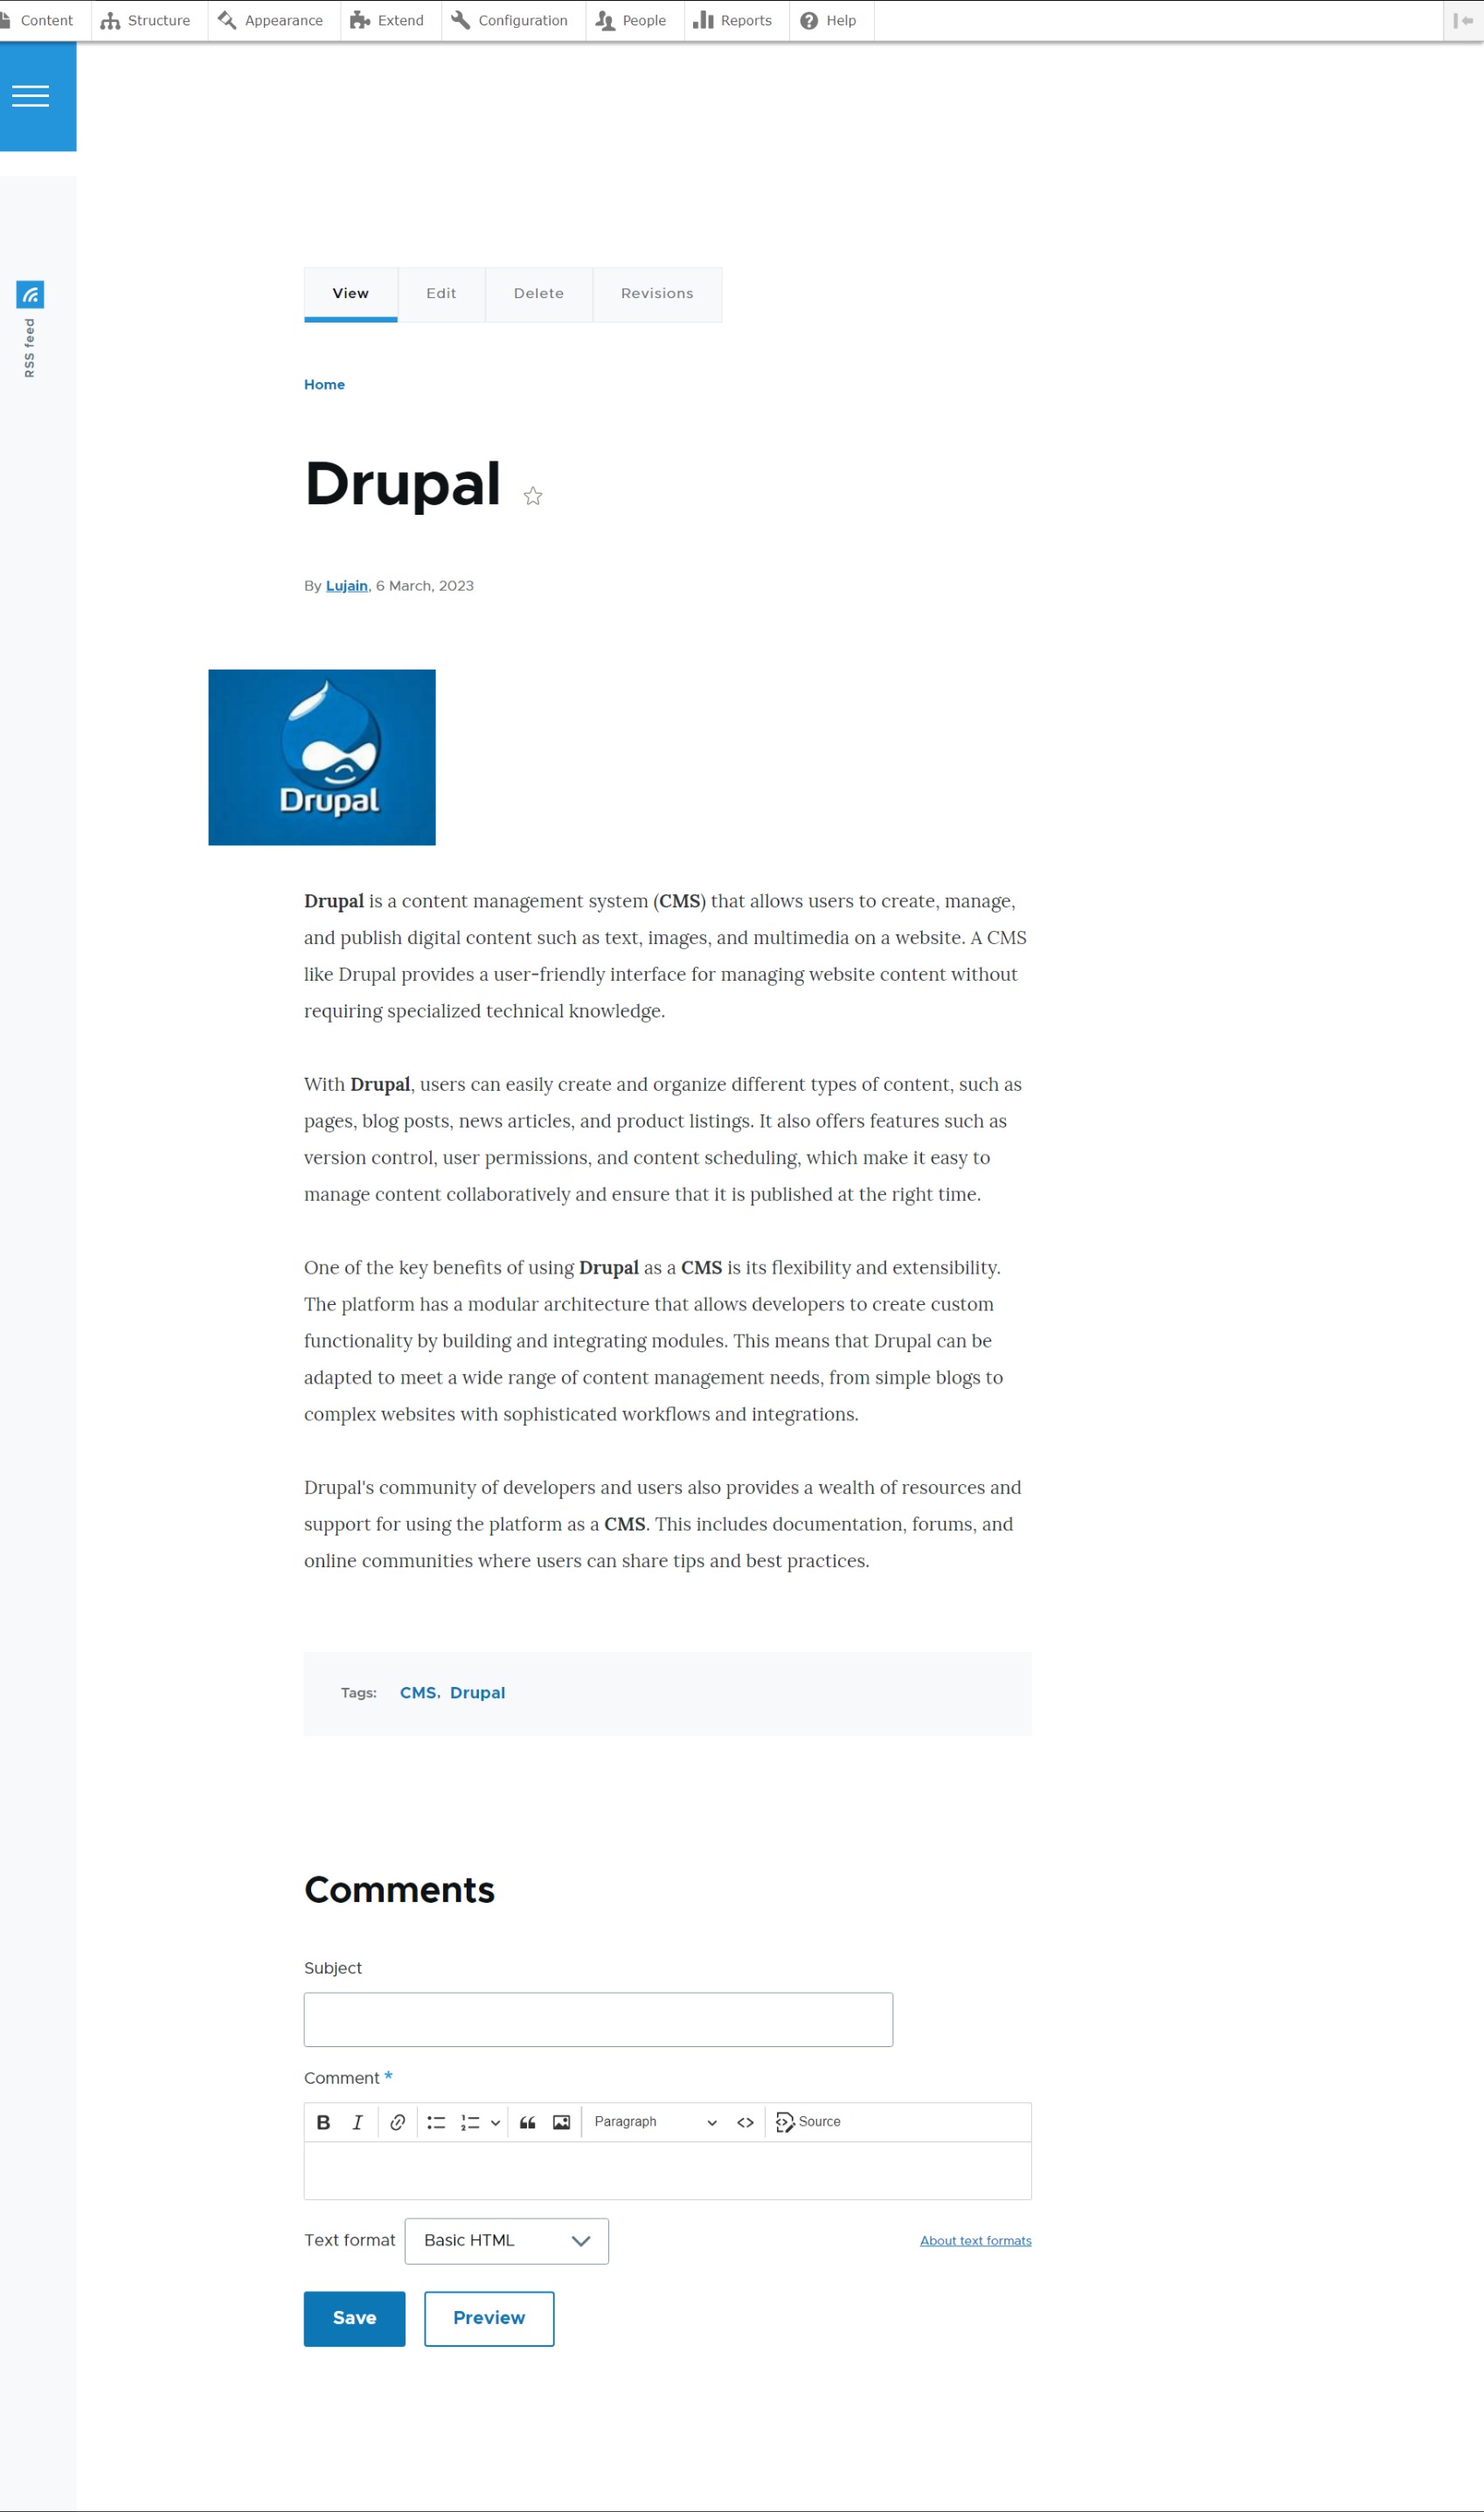 Content Structure Appearance Extend Configuration People Reports Help
RSS feed
View Edit Delete Revisions
Home
Drupal
By Lujain, 6 March, 2023
Drupal
Drupal is a content management system (CMS) that allows users to create, manage,
and publish digital content such as text, images, and multimedia on a website. A CMS
like Drupal provides a user-friendly interface for managing website content without
requiring specialized technical knowledge.
With Drupal, users can easily create and organize different types of content, such as
pages, blog posts, news articles, and product listings. It also offers features such as
version control, user permissions, and content scheduling, which make it easy to
manage content collaboratively and ensure that it is published at the right time.
One of the key benefits of using Drupal as a CMS is its flexibility and extensibility.
The platform has a modular architecture that allows developers to create custom
functionality by building and integrating modules. This means that Drupal can be
adapted to meet a wide range of content management needs, from simple blogs to
complex websites with sophisticated workflows and integrations.
Drupal's community of developers and users also provides a wealth of resources and
support for using the platform as a CMS. This includes documentation, forums, and
online communities where users can share tips and best practices.
Tags: CMS, Drupal
Comments
Subject
Comment *
B I Paragraph <> Source
Text format Basic HTML About text formats
Save Preview